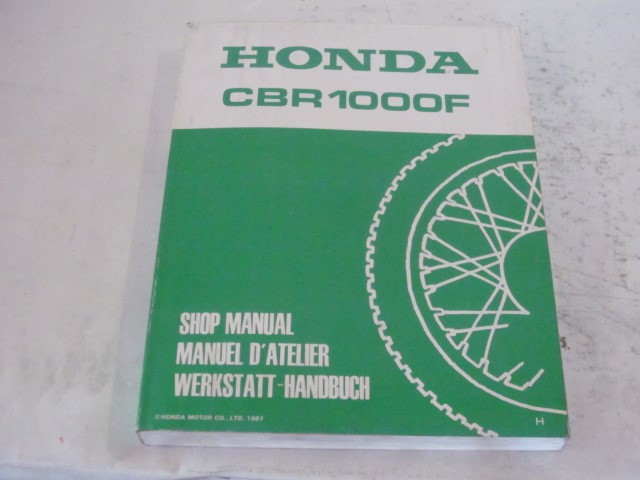 HONDA
CBR1000F
SHOP MANUAL
MANUEL D'ATELIER
WERKSTATT-HANDBUCH
©HONDA MOTOR CO., LTD. 1987
H